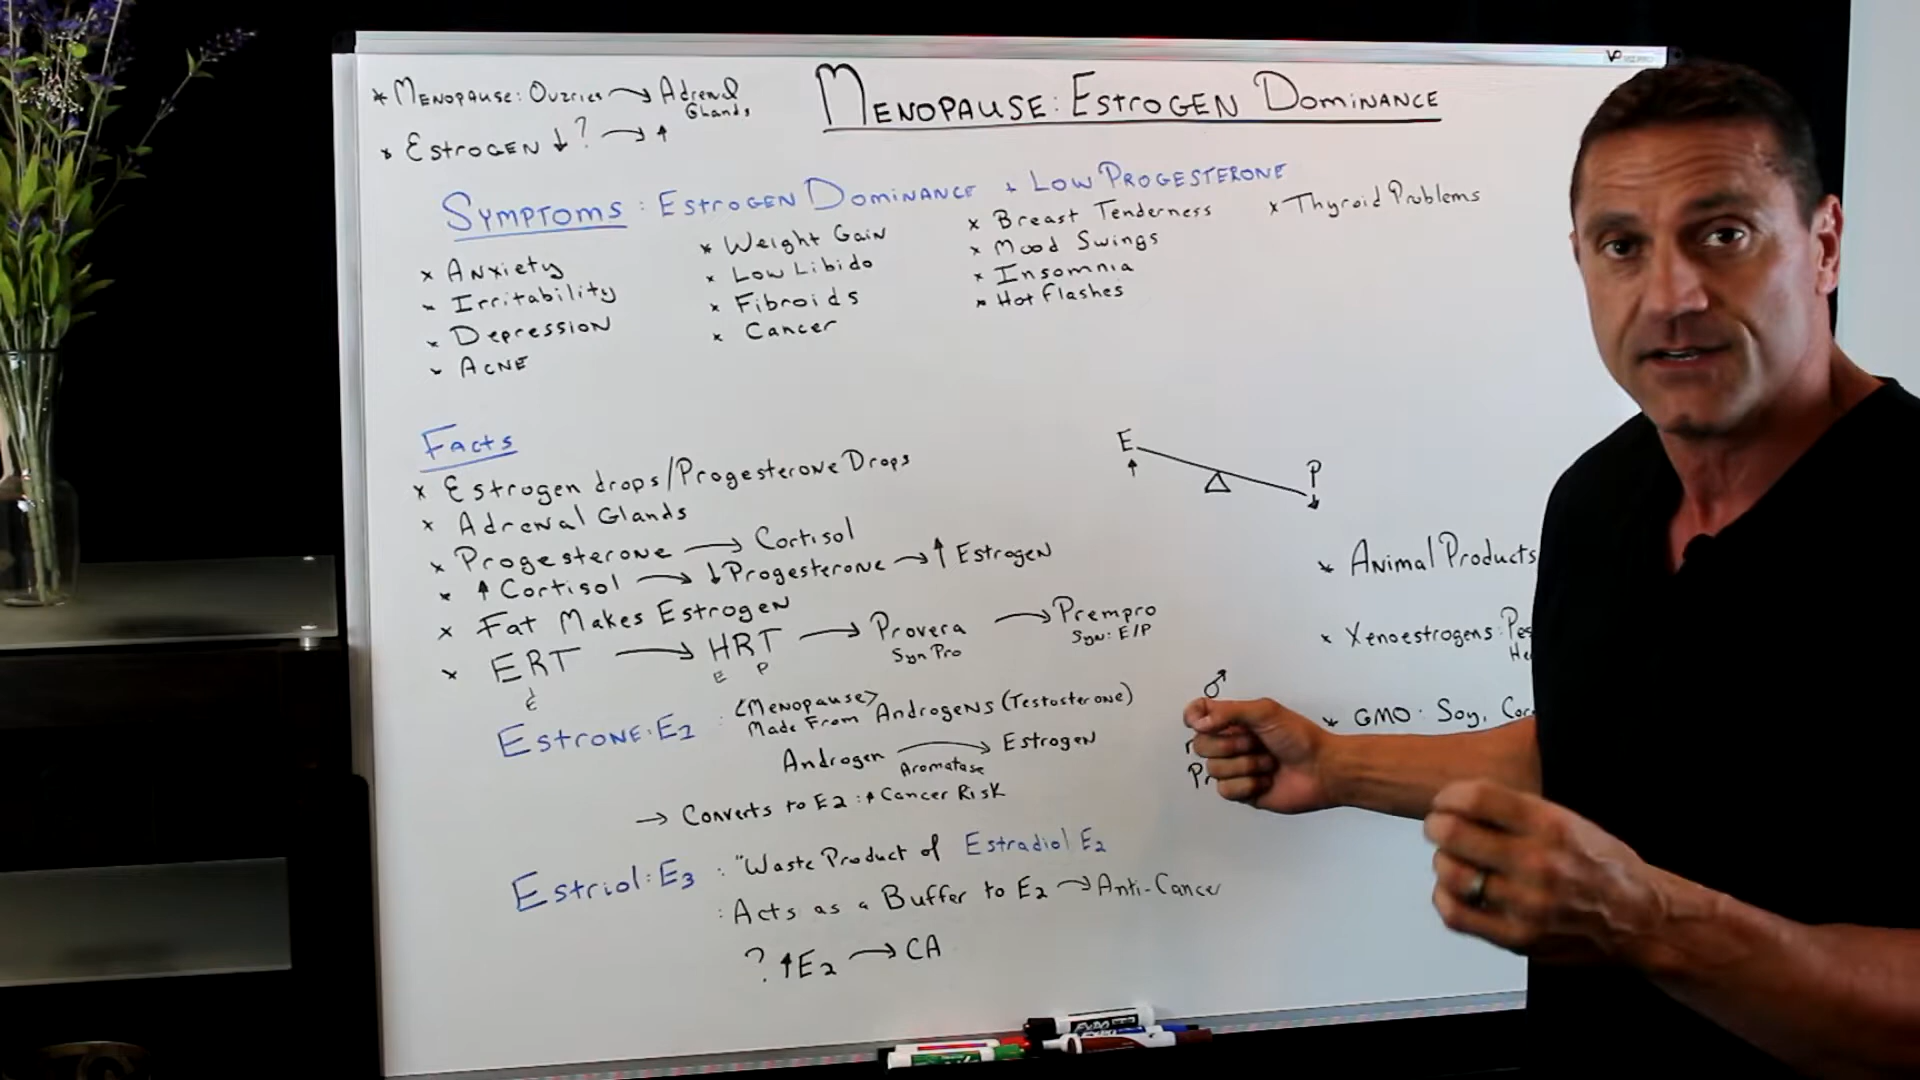 * Menopause: Ovaries → Adrenal Glands
* Estrogen ↓? → ↑
Menopause: Estrogen Dominance
Symptoms: Estrogen Dominance + Low Progesterone
x Anxiety
x Irritability
x Depression
x Acne
x Weight Gain
x Low Libido
x Fibroids
x Cancer
x Breast Tenderness
x Mood Swings
x Insomnia
x Hot Flashes
x Thyroid Problems
Facts
x Estrogen drops/Progesterone Drops
x Adrenal Glands
x Progesterone → Cortisol
x ↑ Cortisol → ↓ Progesterone → ↑ Estrogen
x Fat Makes Estrogen
x ERT → HRT → Provera → Prempro
E E P Syn Pro Syn: E/P
Estrone: E1 : <Menopause>
Made From Androgens (Testosterone)
Androgen → Estrogen
Aromatase
→ Converts to E2: ↑ Cancer Risk
Estriol: E3 : "Waste Product of Estradiol E2
: Acts as a Buffer to E2 → Anti-Cancer
? ↑E2 → CA
E ↑
P ↓
♂
x Animal Products
x Xenoestrogens:
x GMO: Soy,
EXPO